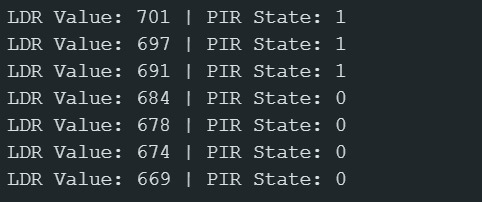 LDR Value: 701 | PIR State: 1
LDR Value: 697 | PIR State: 1
LDR Value: 691 | PIR State: 1
LDR Value: 684 | PIR State: 0
LDR Value: 678 | PIR State: 0
LDR Value: 674 | PIR State: 0
LDR Value: 669 | PIR State: 0